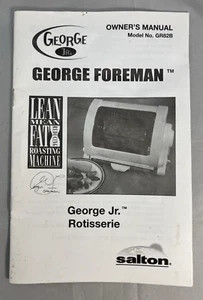 GEORGE
Jr.
OWNER'S MANUAL
Model No. GR82B
GEORGE FOREMAN™
LEAN
MEAN
FAT
ROASTING
MACHINE
George Jr.™
Rotisserie
salton®